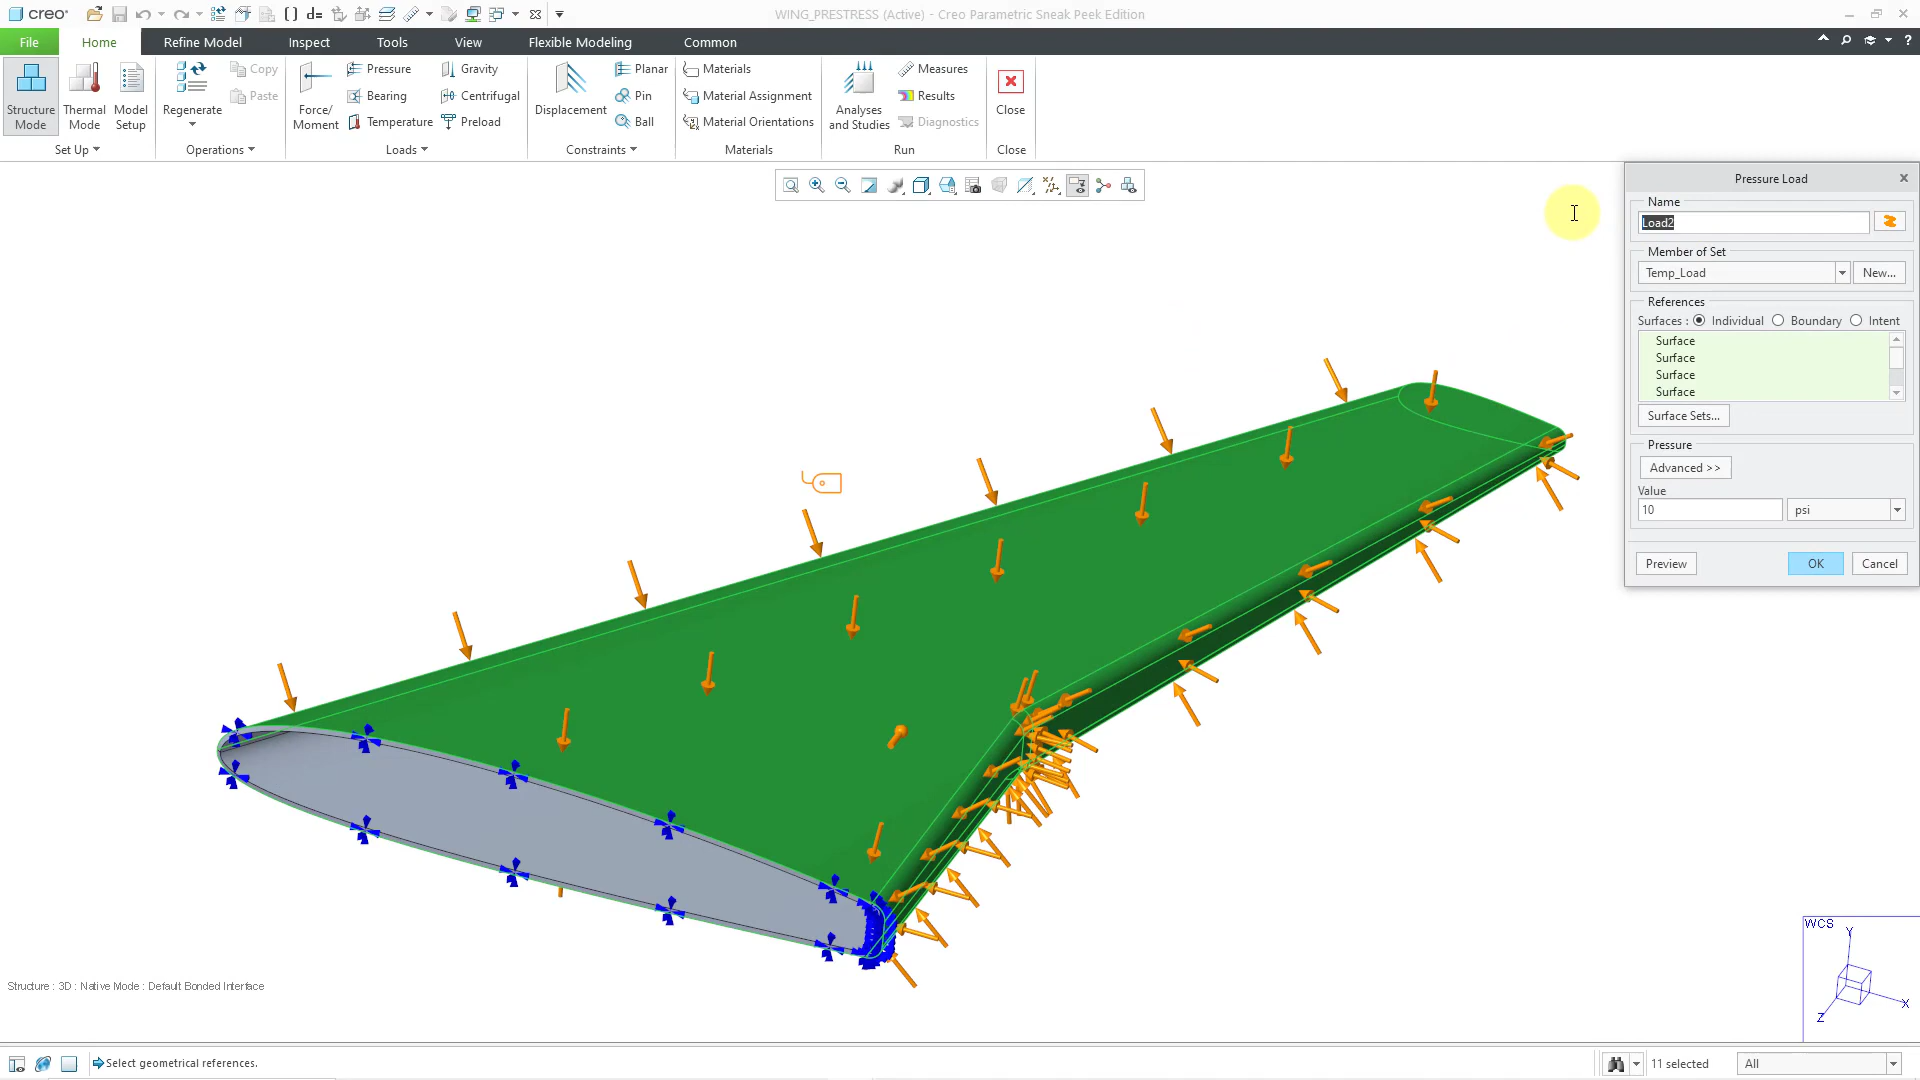 creo
d=
WING_PRESTRESS (Active) - Creo Parametric Sneak Peek Edition
File Home Refine Model Inspect Tools View Flexible Modeling Common
?
Structure Mode
Thermal Mode
Model Setup
Set Up
Regenerate
Copy
Paste
Operations
Force/ Moment
Pressure
Bearing
Temperature
Gravity
Centrifugal
Preload
Loads
Displacement
Planar
Pin
Ball
Constraints
Materials
Material Assignment
Material Orientations
Materials
Analyses and Studies
Measures
Results
Diagnostics
Run
Close
Close
Pressure Load
Name
Load2
Member of Set
Temp_Load New...
References
Surfaces : Individual Boundary Intent
Surface
Surface
Surface
Surface
Surface Sets...
Pressure
Advanced >>
Value
10 psi
Preview OK Cancel
WCS
Y
X
Z
Structure : 3D : Native Mode : Default Bonded Interface
Select geometrical references.
11 selected
All